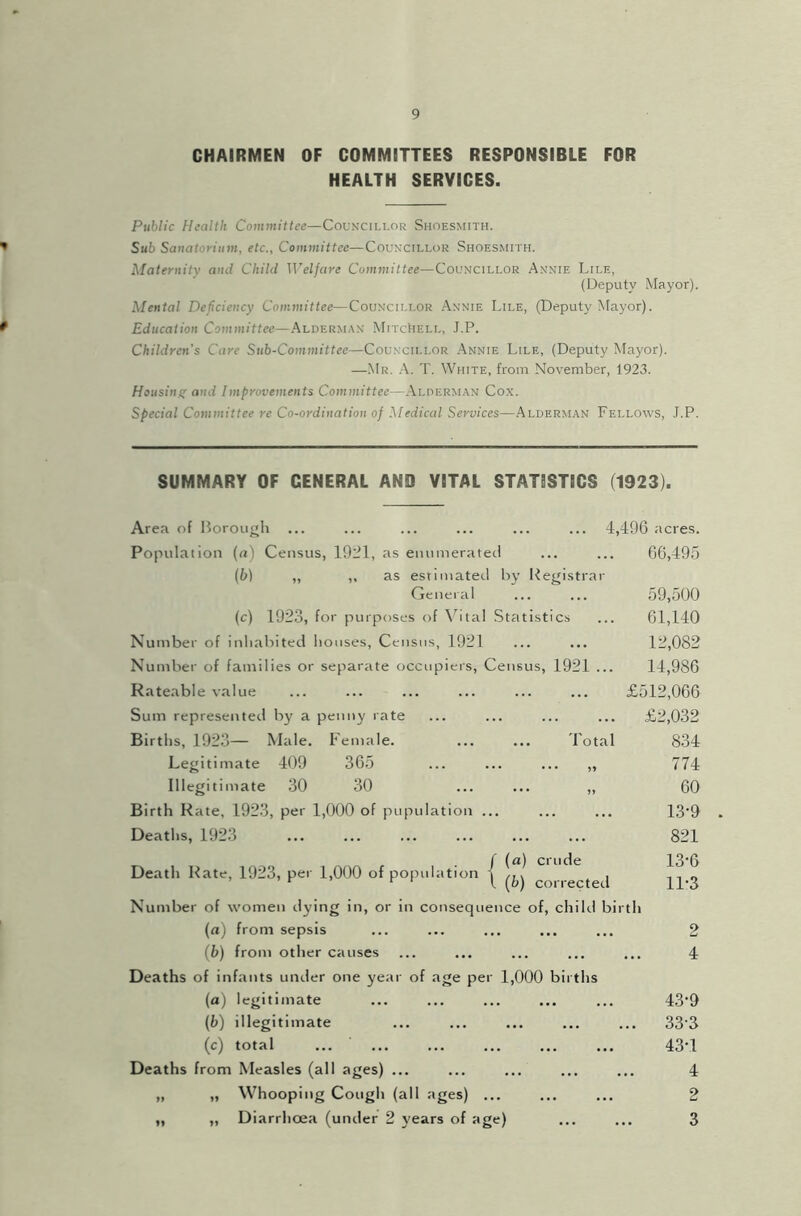 9
CHAIRMEN OF COMMITTEES RESPONSIBLE FOR
HEALTH SERVICES.
Public Health Committee—Councillor Shoesmith.
Sub Sanatorium, etc., Committee—Councillor Shoesmith.
Maternity and Child Welfare Committee—Councillor Annie Lile,
(Deputy Mayor).
Mental Deficiency Committee—Councillor Annie Lile, (Deputy Mayor).
Education Committee—Alderman Mitchell, J.P.
Children's Care Sub-Committee—Councillor Annie Lile, (Deputy Mayor).
—Mr. A. T. White, from November, 1923.
Housing and Improvements Committee—Alderman Cox.
Special Committee re Co-ordination of Medical Services—Alderman Fellows, J.P.
SUMMARY OF GENERAL AND VITAL STATISTICS (1923).
Area of Borough ... ... ... ... ... ... 4,496 acres.
Population (a) Census, 1921, as enumerated ... ... 66,495
(b) „ „ as estimated by Registrar
General ... ... 59,500
(c) 1923, for purposes of Vital Statistics ... 61,140
Number of inhabited houses, Census, 1921 ... ... 12,082
Number of families or separate occupiers, Census, 1921 ... 14,986
Rateable value ... ... ... ... ... ... £512,066
Sum represented by a penny rate ... ... ... ... £2,032
Births, 1923— Male. Female. ... ... Total 834
Legitimate 409 365 ... ... ... „ 774
Illegitimate 30 30 ... ... „ 60
Birth Rate, 1923, per 1,000 of pupulation ... ... ... 13·9
Deaths, 1923 ... ... ... ... ... ... 821
Death Rate, 1923, per 1,000 of population { (a) crude 13·6
(b) corrected 11·3
Number of women dying in, or in consequence of, child birth
(a) from sepsis ... ... ... ... ... 2
(b) from other causes ... ... ... ... ... 4
Deaths of infants under one year of age per 1,000 births
(a) legitimate ... ... ... ... ... 43·9
(b) illegitimate ... ... ... ... ... 33·3
(c) total ... ... ... ... ... ... 43·1
Deaths from Measles (all ages) ... ... ... ... ... 4
„ „ Whooping Cough (all ages) ... ... ... 2
„ „ Diarrhœa (under 2 years of age) ... ... 3